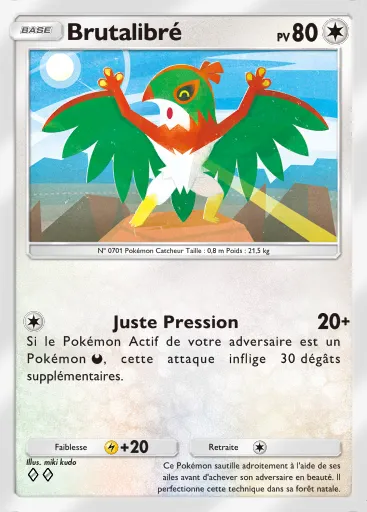 BASE Brutalibré PV 80
N° 0701 Pokémon Catcheur Taille : 0,8 m Poids : 21,5 kg
Juste Pression 20+
Si le Pokémon Actif de votre adversaire est un
Pokémon , cette attaque inflige 30 dégâts
supplémentaires.
Faiblesse +20 Retraite
Illus. miki kudo
Ce Pokémon sautille adroitement à l'aide de ses
ailes avant d'achever son adversaire en beauté. Il
perfectionne cette technique dans sa forêt natale.